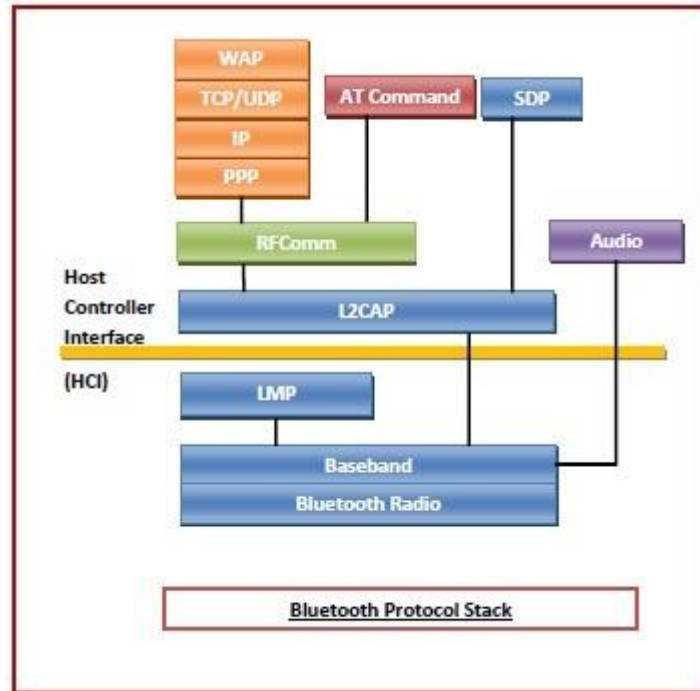 WAP
TCP/UDP
IP
PPP
AT Command
SDP
RFComm
Audio
Host
Controller
Interface
(HCI)
L2CAP
LMP
Baseband
Bluetooth Radio
Bluetooth Protocol Stack